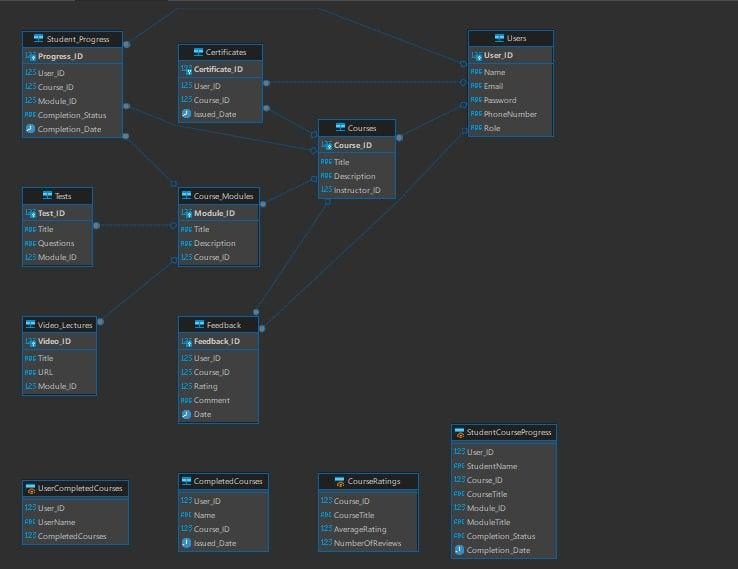 Student_Progress
Progress_ID
User_ID
Course_ID
Module_ID
Completion_Status
Completion_Date
Certificates
Certificate_ID
User_ID
Course_ID
Issued_Date
Users
User_ID
Name
Email
Password
PhoneNumber
Role
Courses
Course_ID
Title
Description
Instructor_ID
Tests
Test_ID
Title
Questions
Module_ID
Course_Modules
Module_ID
Title
Description
Course_ID
Video_Lectures
Video_ID
Title
URL
Module_ID
Feedback
Feedback_ID
User_ID
Course_ID
Rating
Comment
Date
UserCompletedCourses
User_ID
UserName
CompletedCourses
CompletedCourses
User_ID
Name
Course_ID
Issued_Date
CourseRatings
Course_ID
CourseTitle
AverageRating
NumberOfReviews
StudentCourseProgress
User_ID
StudentName
Course_ID
CourseTitle
Module_ID
ModuleTitle
Completion_Status
Completion_Date